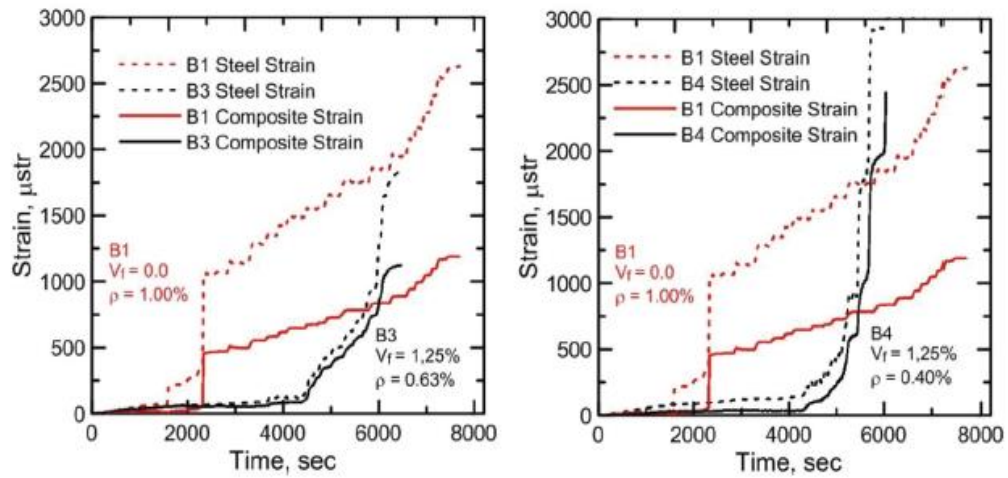 3000
2500
2000
1500
1000
500
0
Strain, μstr
B1 Steel Strain
B3 Steel Strain
B1 Composite Strain
B3 Composite Strain
B1
Vf = 0.0
ρ = 1.00%
B3
Vf = 1,25%
ρ = 0.63%
0 2000 4000 6000 8000
Time, sec
3000
2500
2000
1500
1000
500
0
Strain, μstr
B1 Steel Strain
B4 Steel Strain
B1 Composite Strain
B4 Composite Strain
B1
Vf = 0.0
ρ = 1.00%
B4
Vf = 1,25%
ρ = 0.40%
0 2000 4000 6000 8000
Time, sec